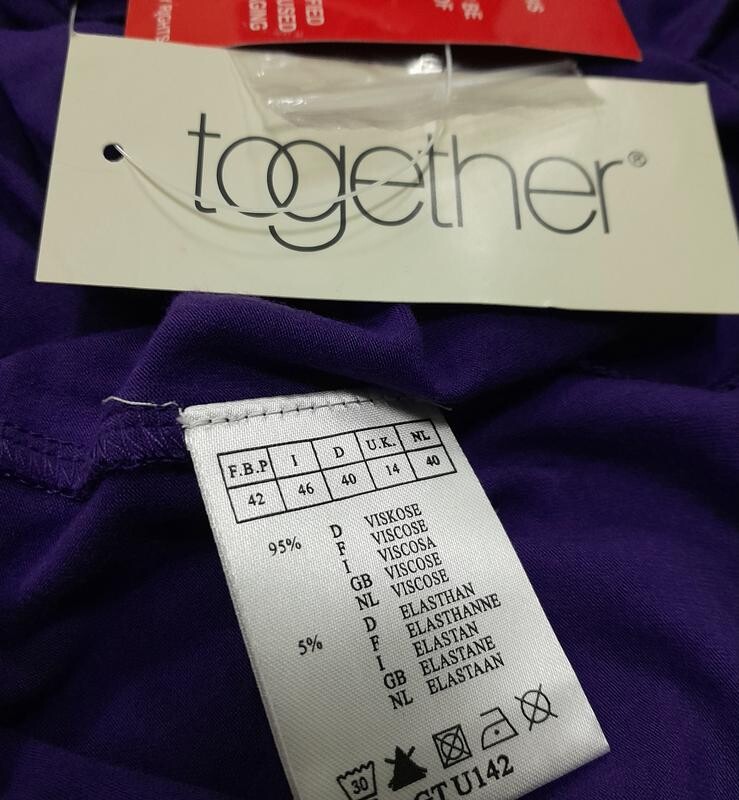 together®
F.B.P I D U.K. NL
42 46 40 14 40
95% D VISKOSE
F VISCOSE
I VISCOSA
GB VISCOSE
NL VISCOSE
5% D ELASTHAN
F ELASTHANNE
I ELASTAN
GB ELASTANE
NL ELASTAAN
30
GTU142